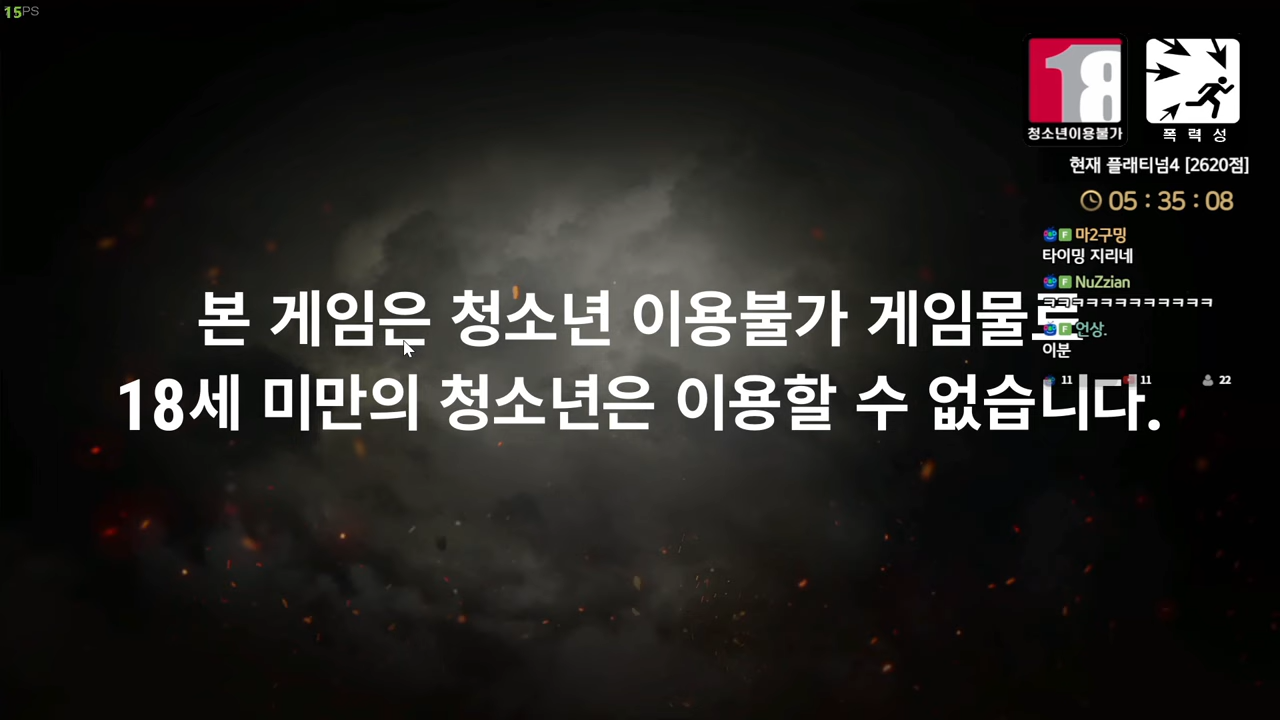 15
PS
18
청소년이용불가
폭 력 성
현재 플래티넘4 [2620점]
05 : 35 : 08
F 마2구밍
타이밍 지리네
F NuZzian
ㅋㅋㅋㅋㅋㅋㅋㅋㅋㅋㅋㅋ
본 게임은 청소년 이용불가 게임물로
F 언상.
이분
11 11 22
18세 미만의 청소년은 이용할 수 없습니다.